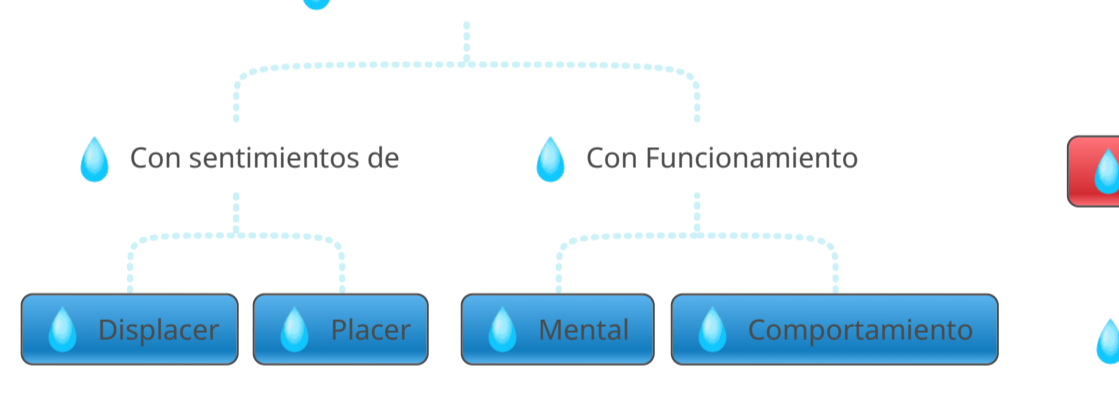 Con sentimientos de
Con Funcionamiento
Displacer
Placer
Mental
Comportamiento